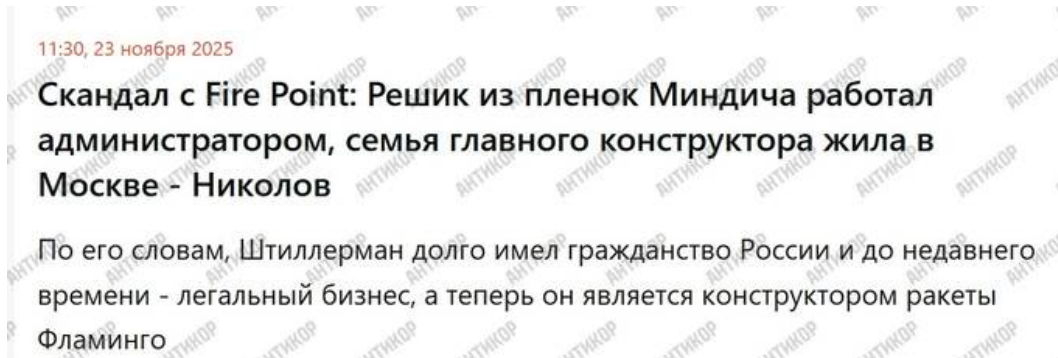 11:30, 23 ноября 2025
Скандал с Fire Point: Решик из пленок Миндича работал
администратором, семья главного конструктора жила в
Москве - Николов
По его словам, Штиллерман долго имел гражданство России и до недавнего
времени - легальный бизнес, а теперь он является конструктором ракеты
Фламинго
АНТИКОР